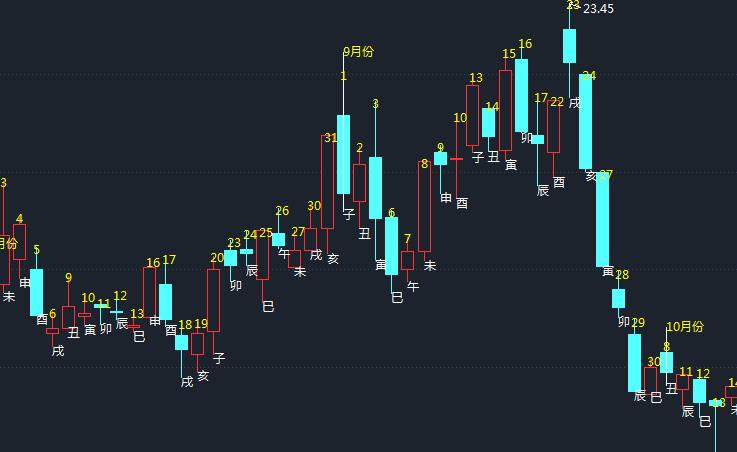 3
未
月份
4
申
5
酉
6
戌
9
丑
10
寅
11
卯
12
辰
13
巳
16
申
17
酉
18
戌
19
亥
20
子
23
卯
24
辰
25
巳
26
午
27
未
30
戌
31
亥
9月份
1
子
2
丑
3
寅
6
巳
7
午
8
未
9
申
10
酉
13
子
14
丑
15
寅
16
卯
17
辰
22
酉
23
23.45
戌
24
亥
27
寅
28
卯
29
辰
30
巳
10月份
8
丑
11
辰
12
巳
13
14